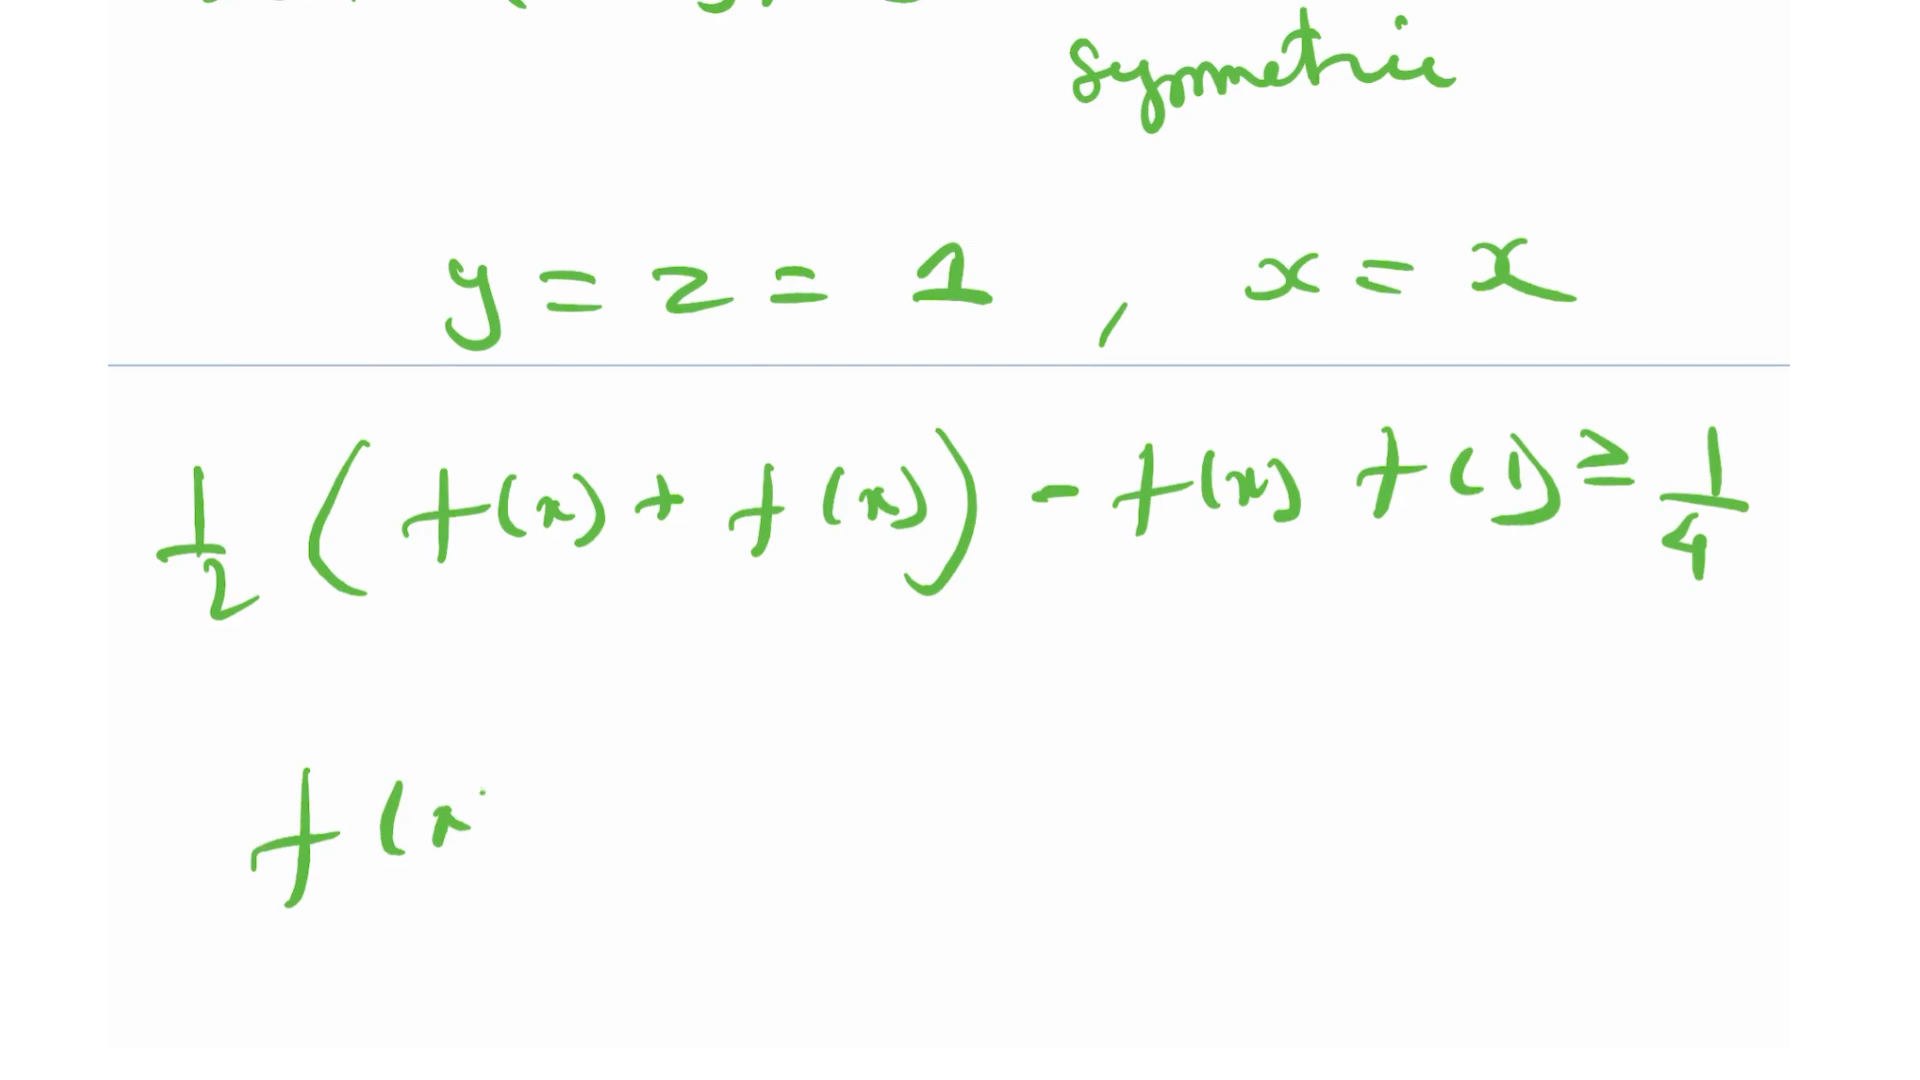 symmetric
y = z = 1 , x = x
1/2 ( f(x) + f(x) ) - f(x) f(1) ≥ 1/4
f(x